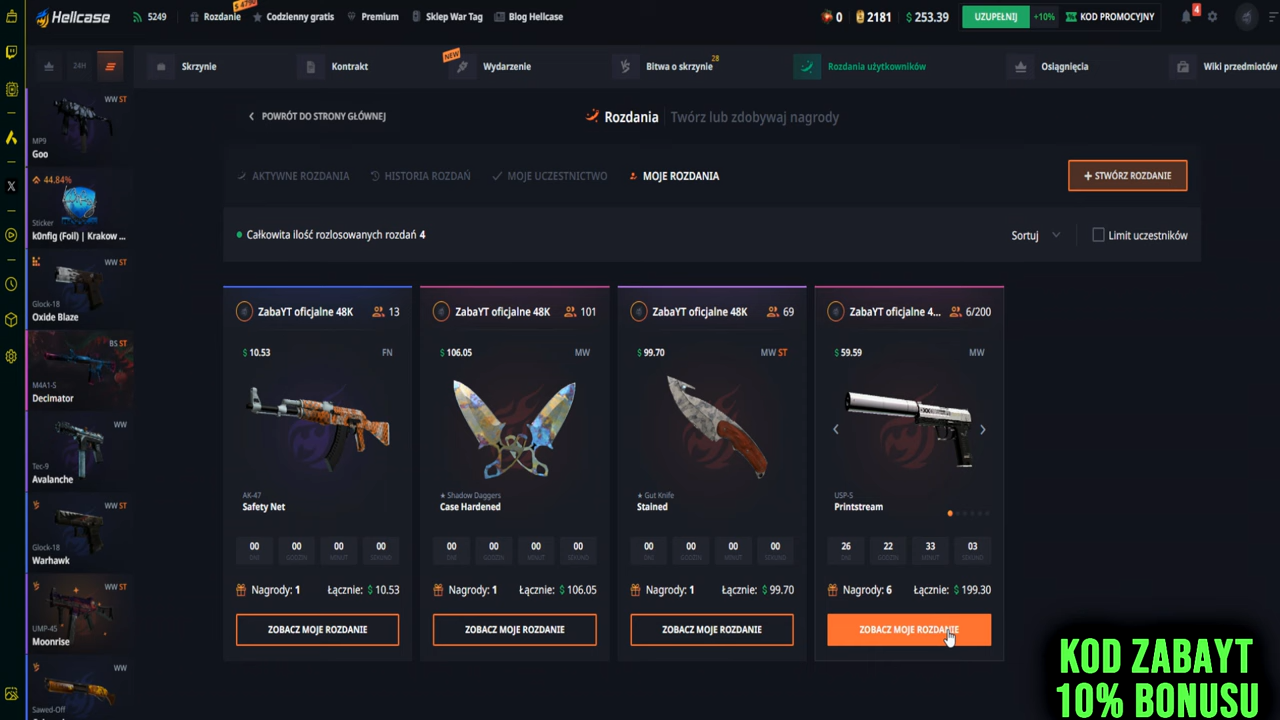 Hellcase
Rozdanie
Codzienny gratis
Premium
Sklep War Tag
Blog Hellcase
5249
0
2181
$ 253.39
UZUPEŁNIJ
+10%
KOD PROMOCYJNY
4
24H
Skrzynie
Kontrakt
NEW
Wydarzenie
Bitwa o skrzynie
28
Rozdania użytkowników
Osiągnięcia
Wiki przedmiotów
POWRÓT DO STRONY GŁÓWNEJ
Rozdania
Twórz lub zdobywaj nagrody
AKTYWNE ROZDANIA
HISTORIA ROZDAŃ
MOJE UCZESTNICTWO
MOJE ROZDANIA
+ STWÓRZ ROZDANIE
Całkowita ilość rozlosowanych rozdań 4
Sortuj
Limit uczestników
WW ST
MP9
Goo
44.84%
Sticker
k0nfig (Foil) | Krakow ...
WW ST
Glock-18
Oxide Blaze
BS ST
M4A1-S
Decimator
WW
Tec-9
Avalanche
WW ST
Glock-18
Warhawk
WW ST
UMP-45
Moonrise
WW
Sawed-Off
ZabaYT oficjalne 48K
13
$ 10.53
FN
AK-47
Safety Net
00 00 00 00
Nagrody: 1
Łącznie: $ 10.53
ZOBACZ MOJE ROZDANIE
ZabaYT oficjalne 48K
101
$ 106.05
MW
★ Shadow Daggers
Case Hardened
00 00 00 00
Nagrody: 1
Łącznie: $ 106.05
ZOBACZ MOJE ROZDANIE
ZabaYT oficjalne 48K
69
$ 99.70
MW ST
★ Gut Knife
Stained
00 00 00 00
Nagrody: 1
Łącznie: $ 99.70
ZOBACZ MOJE ROZDANIE
ZabaYT oficjalne 4...
6/200
$ 59.59
MW
USP-S
Printstream
26 22 33 03
Nagrody: 6
Łącznie: $ 199.30
ZOBACZ MOJE ROZDANIE
KOD ZABAYT
10% BONUSU